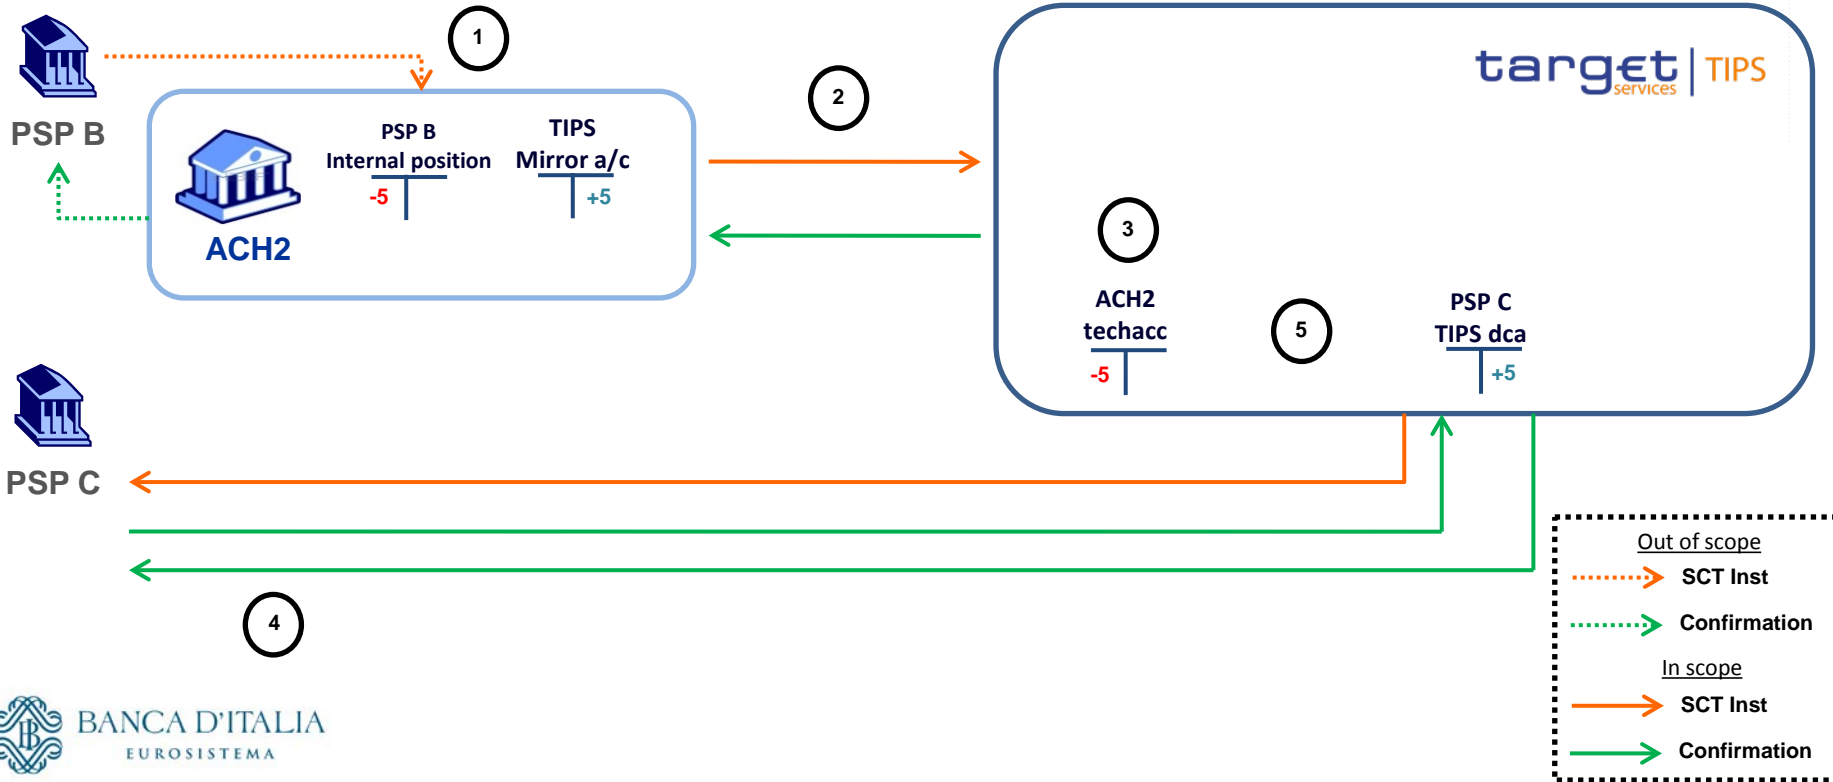 1
target
services
TIPS
2
PSP B
PSP B
Internal position
-5
TIPS
Mirror a/c
+5
ACH2
3
ACH2
techacc
-5
5
PSP C
TIPS dca
+5
PSP C
4
Out of scope
SCT Inst
Confirmation
In scope
SCT Inst
Confirmation
BANCA D'ITALIA
EUROSISTEMA